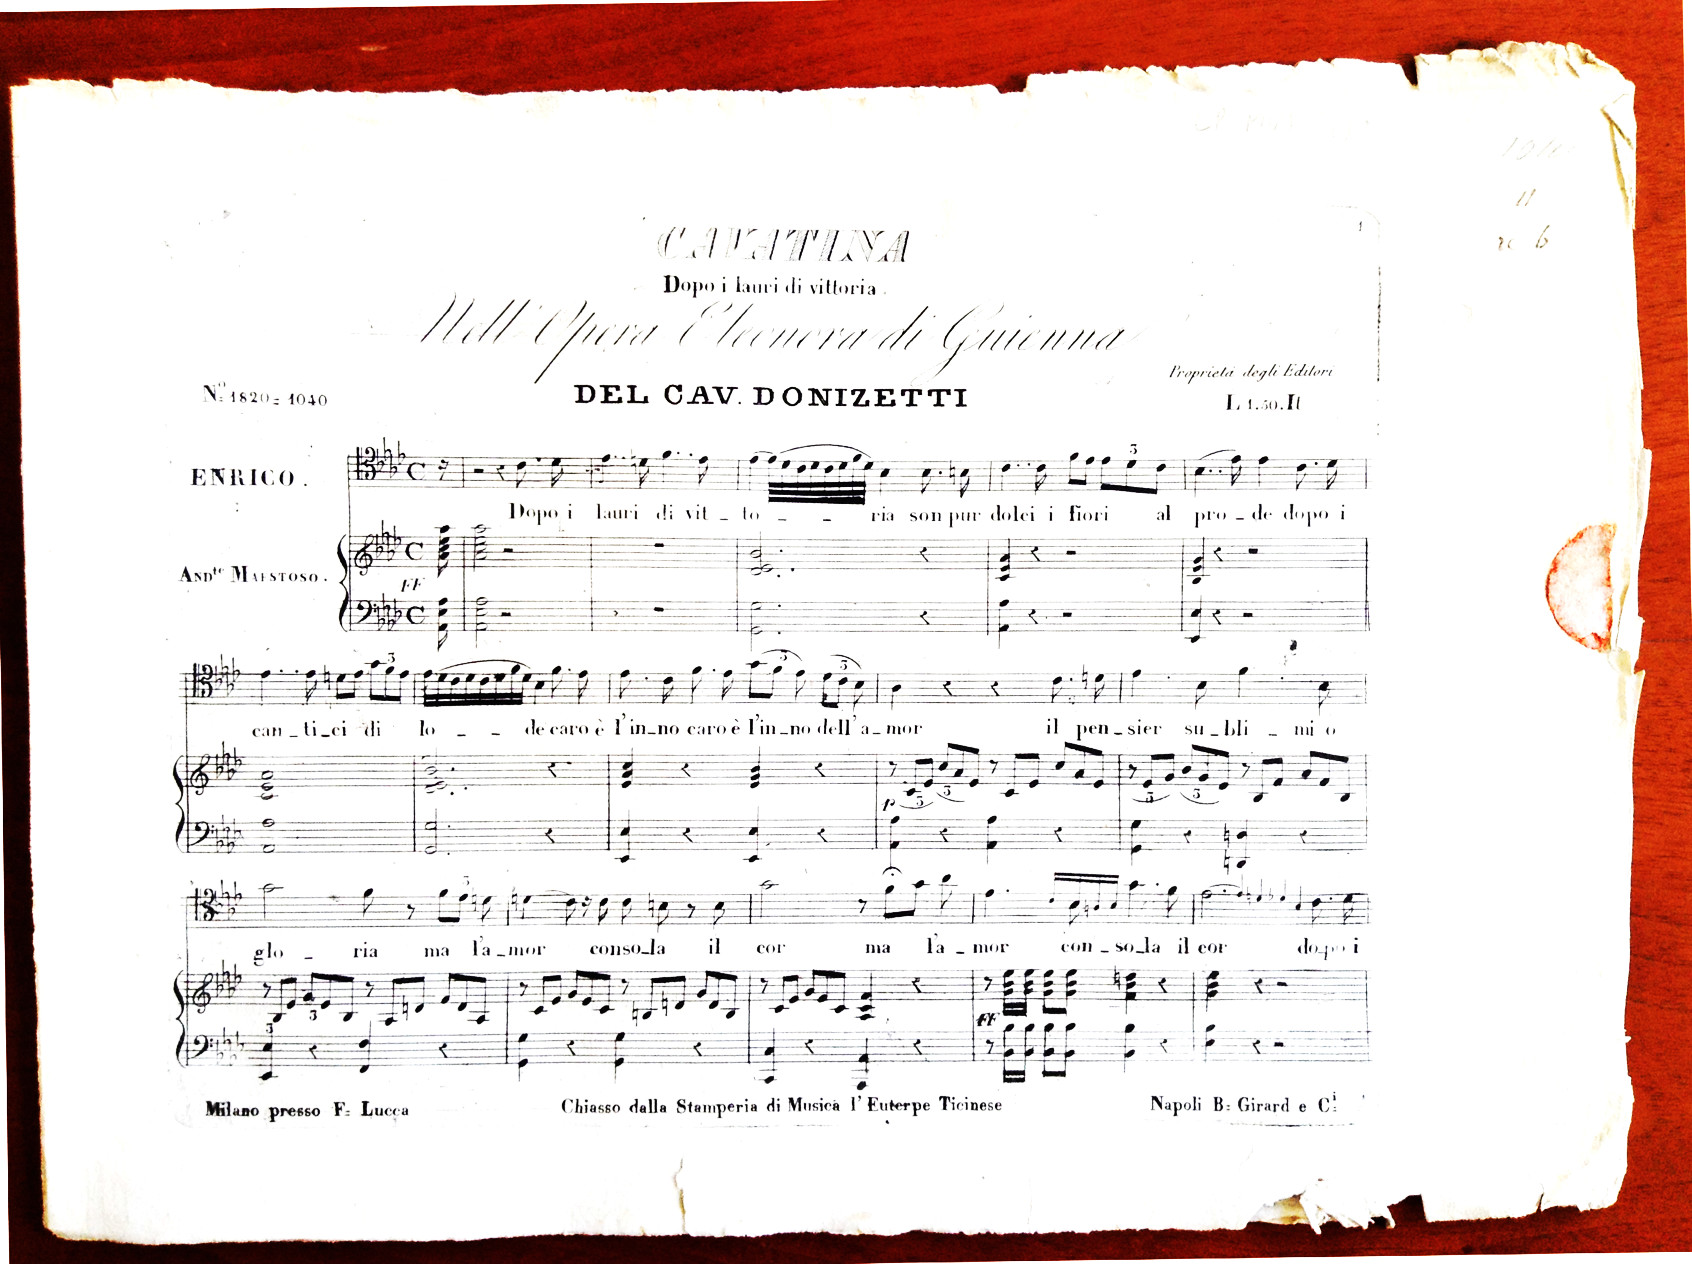 1
CAVATINA
Dopo i lauri di vittoria.
Nell' Opera Eleonora di Guienna
Proprietà degli Editori
DEL CAV. DONIZETTI
N.º 1820 = 1040
L. 1.50. It
ENRICO.
Dopo i lauri di vit - to - - ria son pur dolci i fiori al pro - de dopo i
AND.te MAESTOSO.
FF
can - ti - ci di lo - - de caro è l'in - no caro è l'in - no dell' a - mor il pen - sier su - bli - mi o
p
glo - ria ma l'a - mor conso - la il cor ma l'a - mor con - so - la il cor do - po i
FF
Milano presso F: Lucca
Chiasso dalla Stamperia di Musica l'Euterpe Ticinese
Napoli B: Girard e C.i